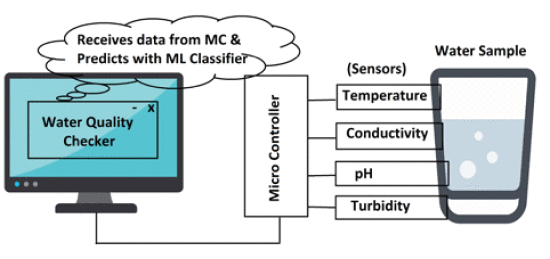 Receives data from MC &
Predicts with ML Classifier
- x
Water Quality
Checker
Micro Controller
(Sensors)
Temperature
Conductivity
pH
Turbidity
Water Sample